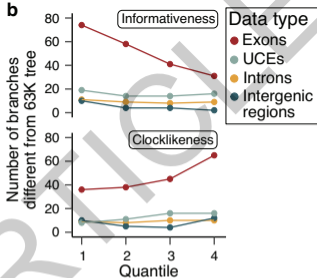 b
Informativeness
Data type
Exons
UCEs
Introns
Intergenic
regions
80
60
40
20
0
Number of branches
different from 63K tree
Clocklikeness
80
60
40
20
0
1 2 3 4
Quantile
RTICLE